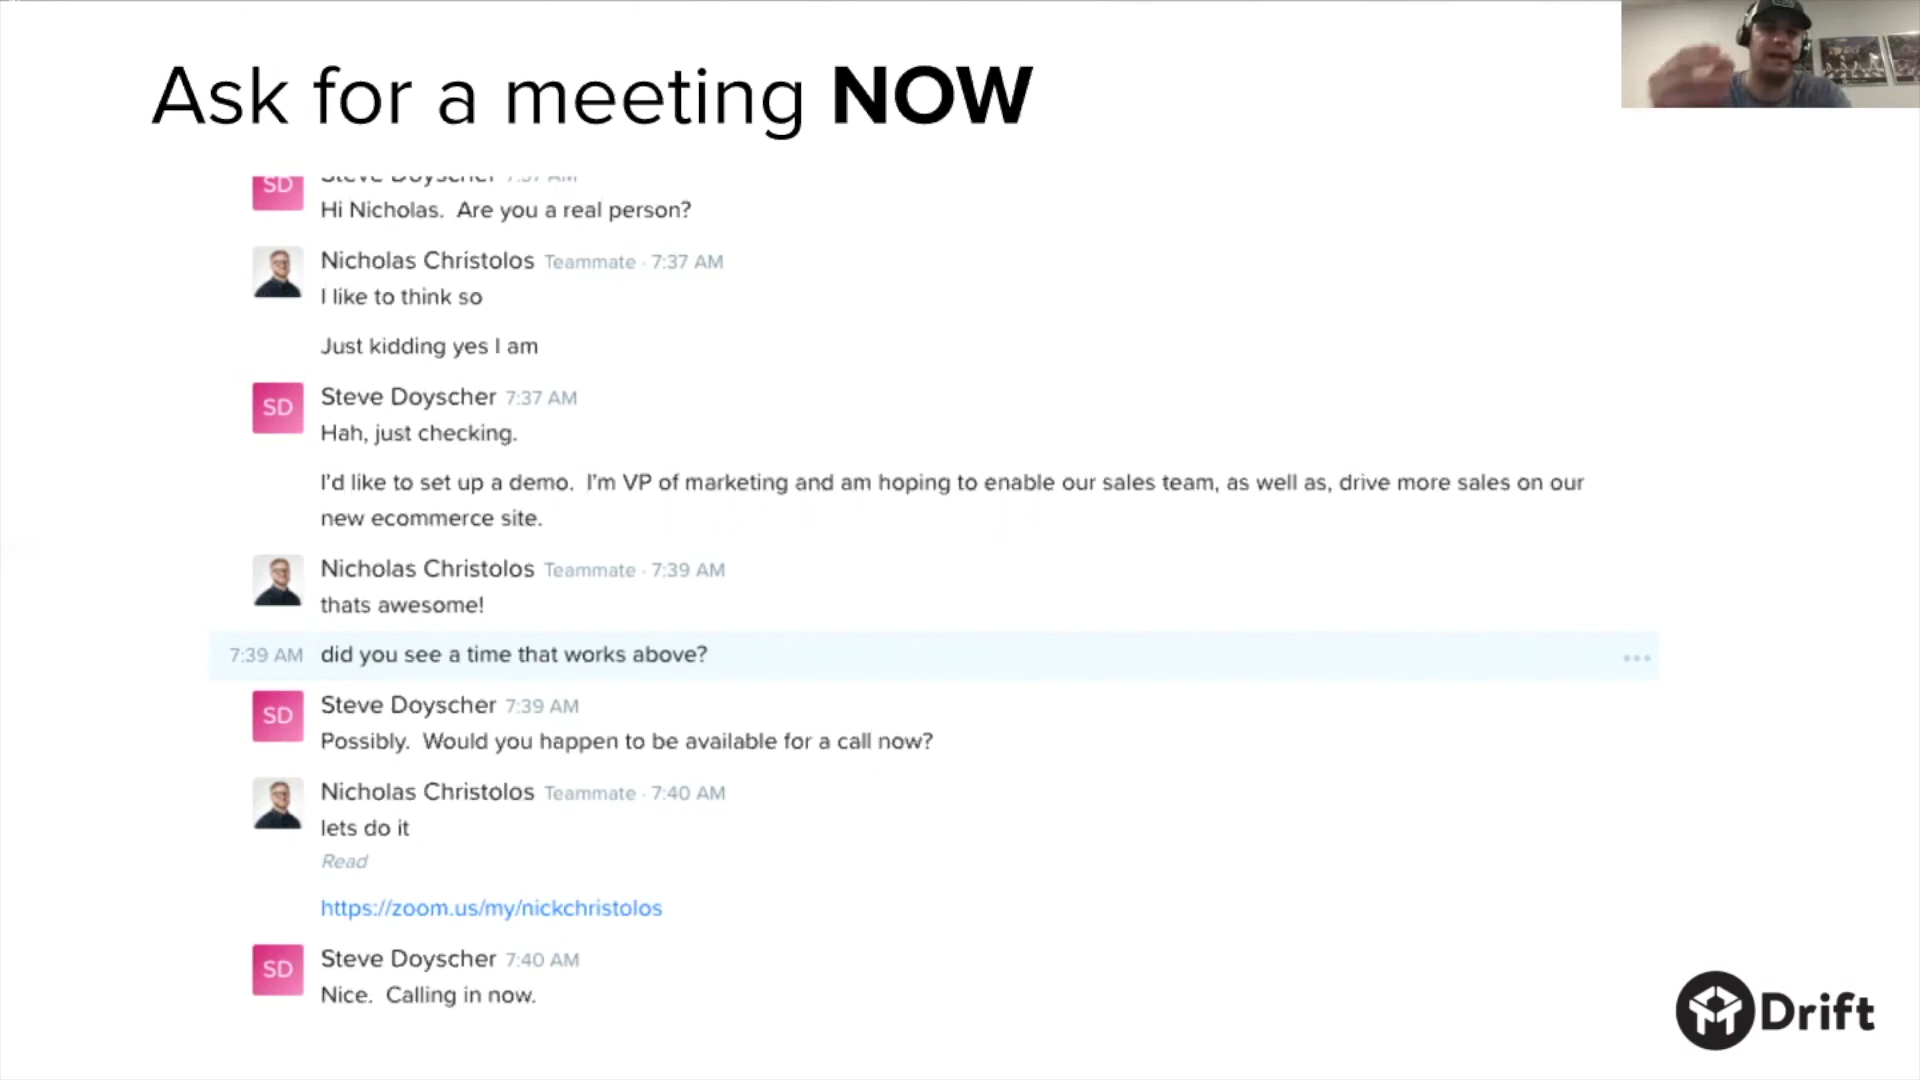 Ask for a meeting NOW
SD
Steve Doyscher 7:37 AM
Hi Nicholas.  Are you a real person?
Nicholas Christolos Teammate · 7:37 AM
I like to think so
Just kidding yes I am
SD
Steve Doyscher 7:37 AM
Hah, just checking.
I'd like to set up a demo.  I'm VP of marketing and am hoping to enable our sales team, as well as, drive more sales on our
new ecommerce site.
Nicholas Christolos Teammate · 7:39 AM
thats awesome!
7:39 AM did you see a time that works above?
SD
Steve Doyscher 7:39 AM
Possibly.  Would you happen to be available for a call now?
Nicholas Christolos Teammate · 7:40 AM
lets do it
Read
https://zoom.us/my/nickchristolos
SD
Steve Doyscher 7:40 AM
Nice.  Calling in now.
Drift